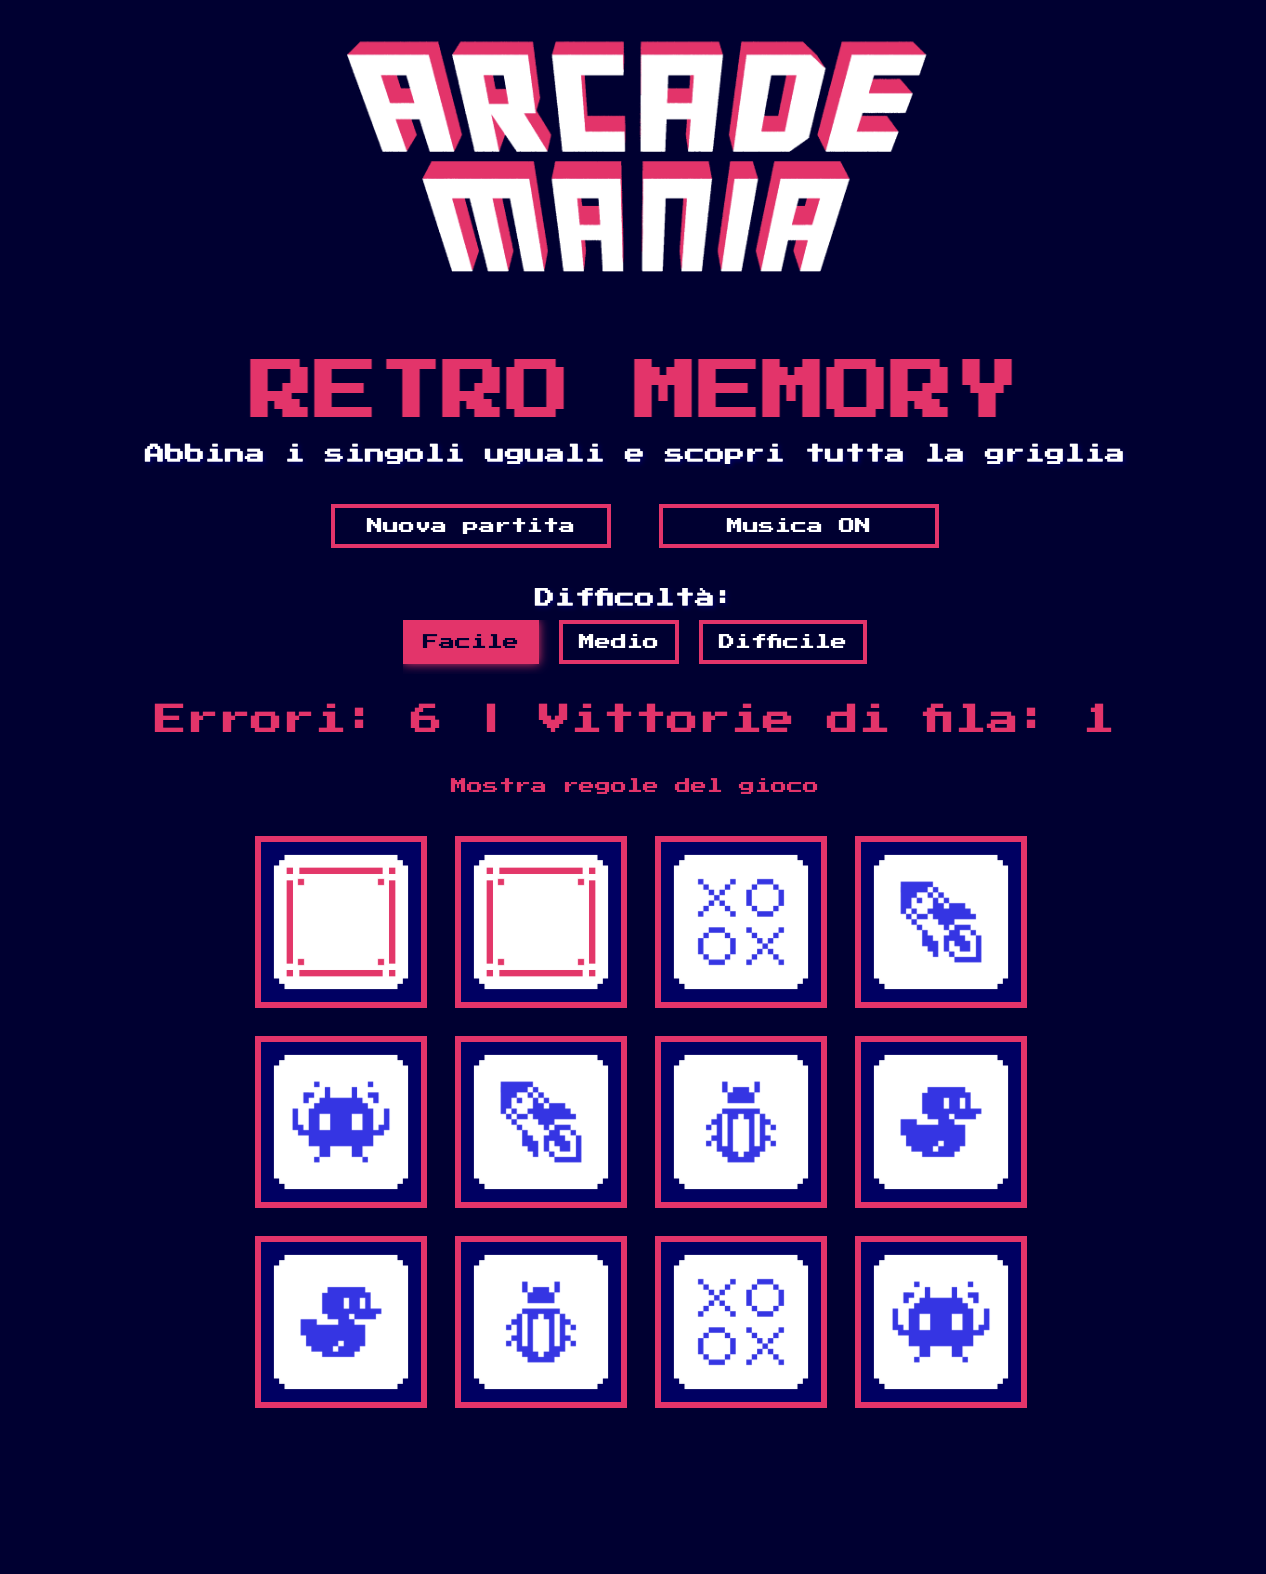 ARCADE
MANIA
RETRO MEMORY
Abbina i singoli uguali e scopri tutta la griglia
Nuova partita Musica ON
Difficoltà:
Facile Medio Difficile
Errori: 6 | Vittorie di fila: 1
Mostra regole del gioco